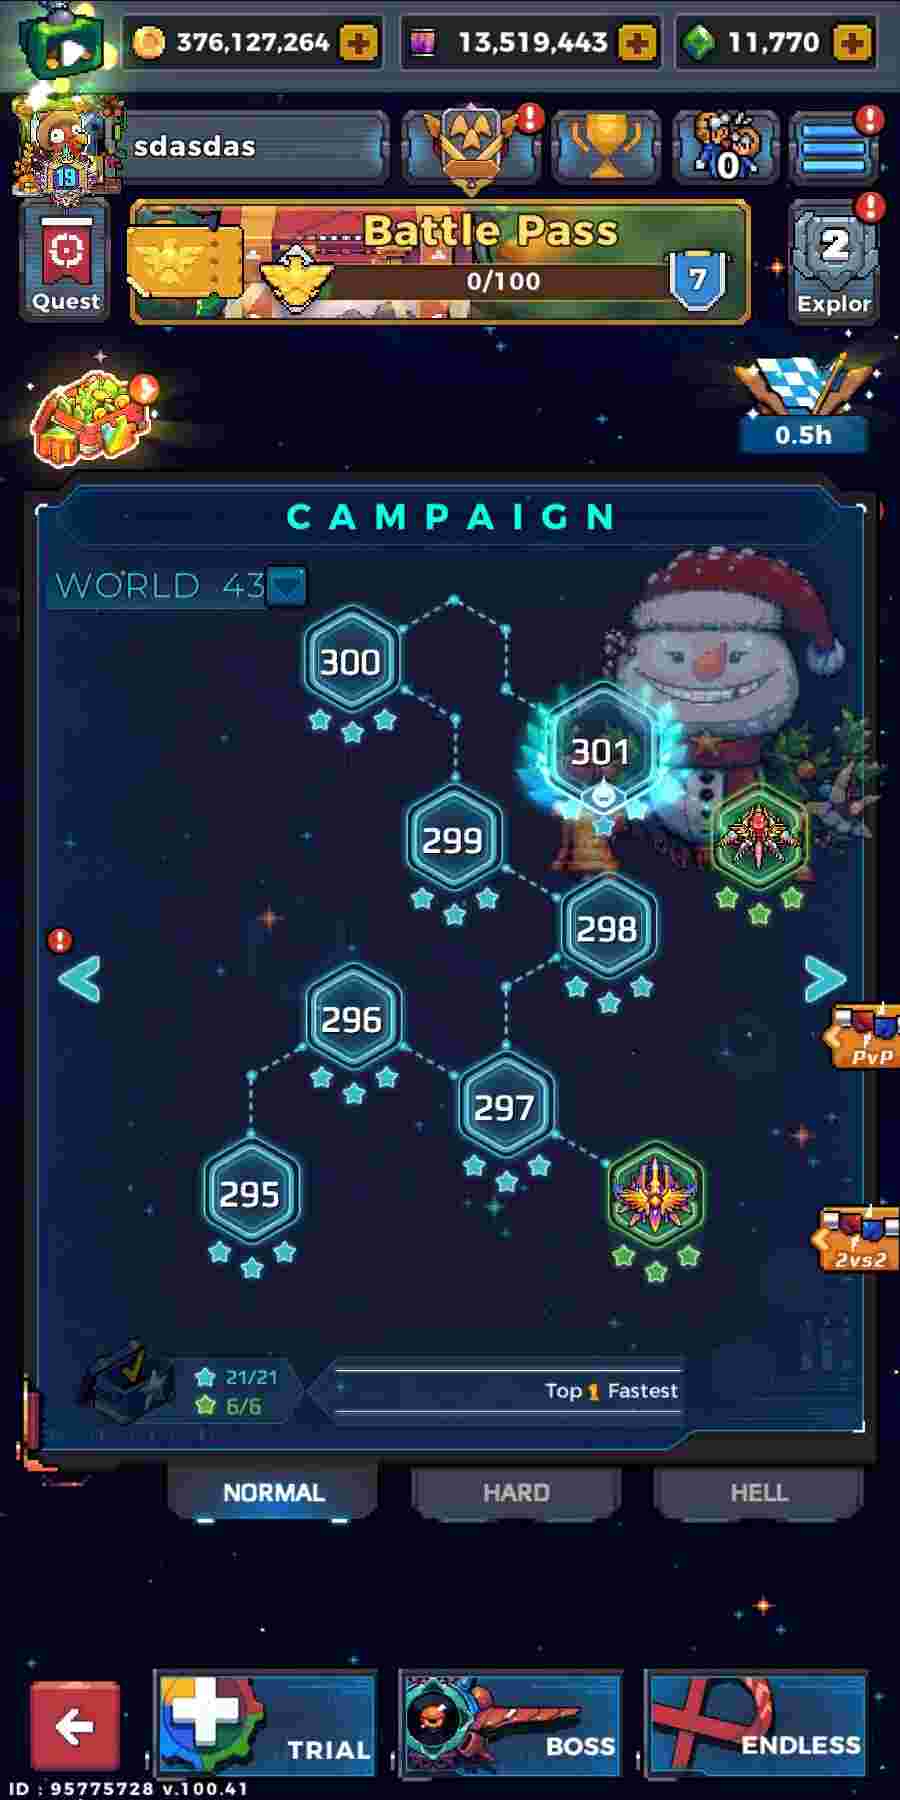 376,127,264
13,519,443
11,770
19
sdasdas
0
Quest
Battle Pass
0/100
7
2
Explor
0.5h
CAMPAIGN
WORLD 43
300
301
299
298
296
297
295
PvP
2vs2
21/21
6/6
Top 1 Fastest
NORMAL
HARD
HELL
TRIAL
BOSS
ENDLESS
ID : 95775728 v.100.41